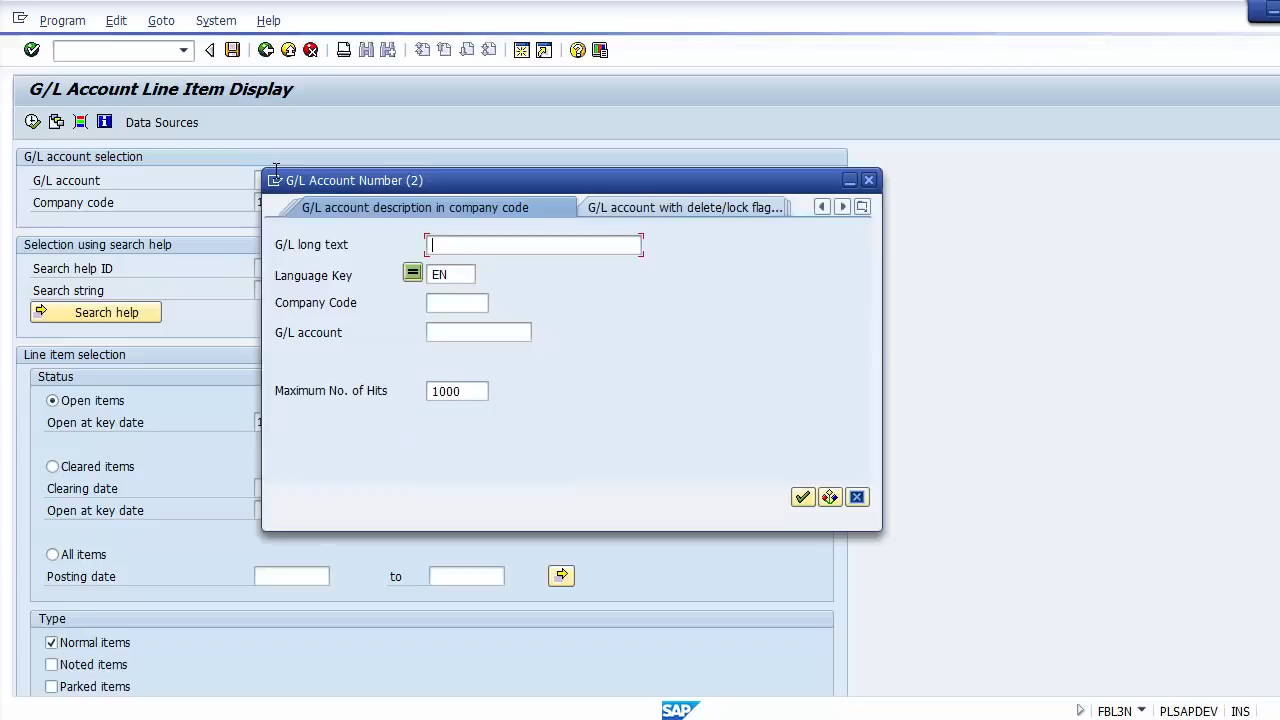 Program Edit Goto System Help
G/L Account Line Item Display
Data Sources
G/L account selection
G/L account
Company code
Selection using search help
Search help ID
Search string
Search help
Line item selection
Status
Open items
Open at key date
Cleared items
Clearing date
Open at key date
All items
Posting date to
Type
Normal items
Noted items
Parked items
G/L Account Number (2)
G/L account description in company code G/L account with delete/lock flag...
G/L long text
Language Key EN
Company Code
G/L account
Maximum No. of Hits 1000
SAP FBL3N PLSAPDEV INS